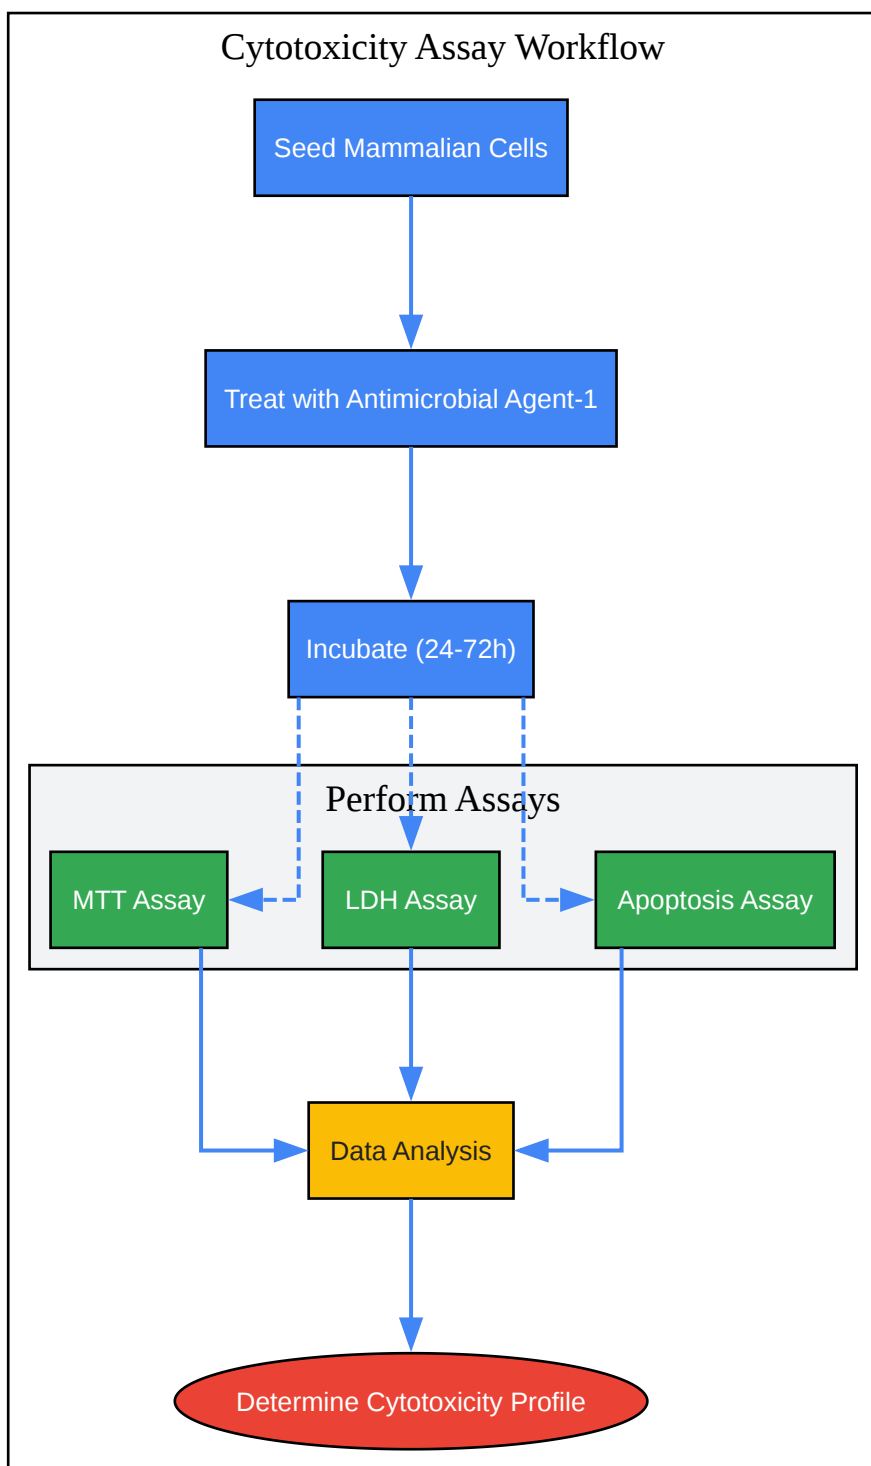 Cytotoxicity Assay Workflow
Seed Mammalian Cells
Treat with Antimicrobial Agent-1
Incubate (24-72h)
Perform Assays
MTT Assay
LDH Assay
Apoptosis Assay
Data Analysis
Determine Cytotoxicity Profile